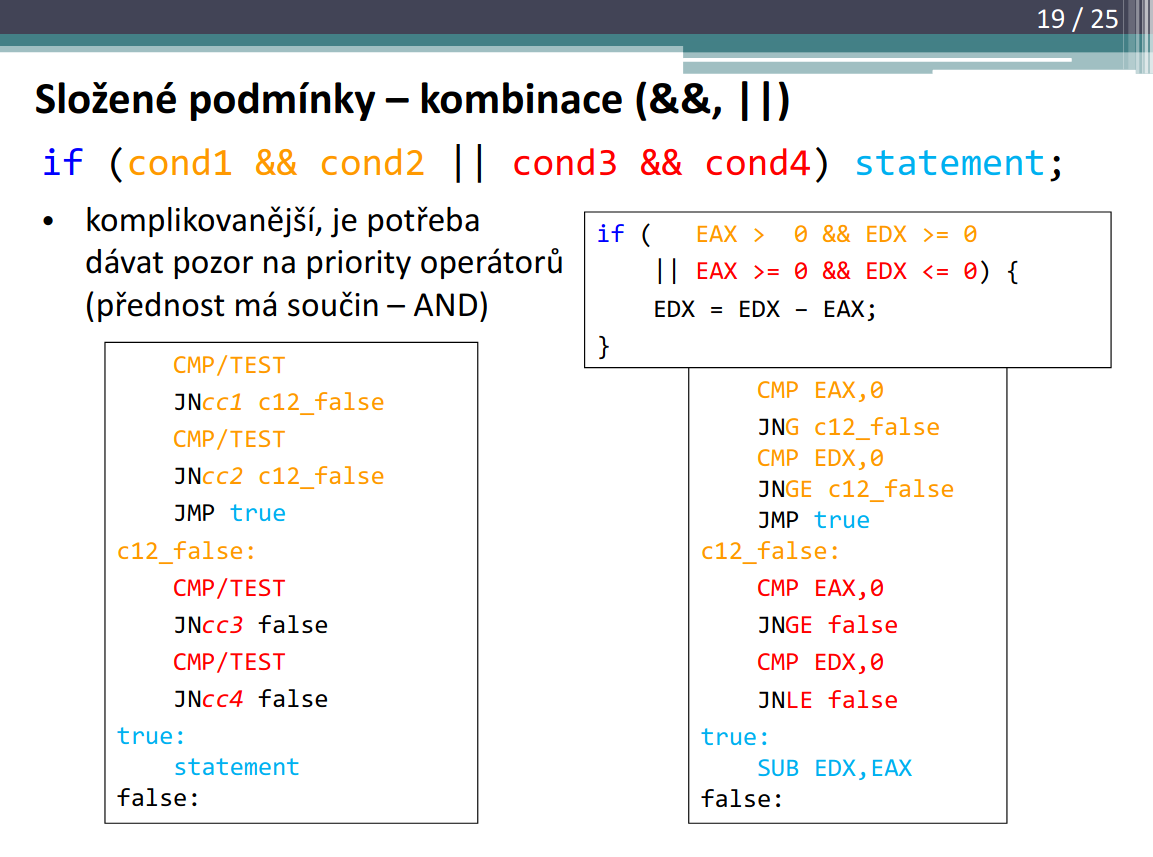 19 / 25
Složené podmínky – kombinace (&&, ||)
if (cond1 && cond2 || cond3 && cond4) statement;
• komplikovanější, je potřeba
dávat pozor na priority operátorů
(přednost má součin – AND)
if (   EAX >  0 && EDX >= 0
    || EAX >= 0 && EDX <= 0) {
    EDX = EDX – EAX;
}
    CMP/TEST
    JNcc1 c12_false
    CMP/TEST
    JNcc2 c12_false
    JMP true
c12_false:
    CMP/TEST
    JNcc3 false
    CMP/TEST
    JNcc4 false
true:
    statement
false:
    CMP EAX,0
    JNG c12_false
    CMP EDX,0
    JNGE c12_false
    JMP true
c12_false:
    CMP EAX,0
    JNGE false
    CMP EDX,0
    JNLE false
true:
    SUB EDX,EAX
false: